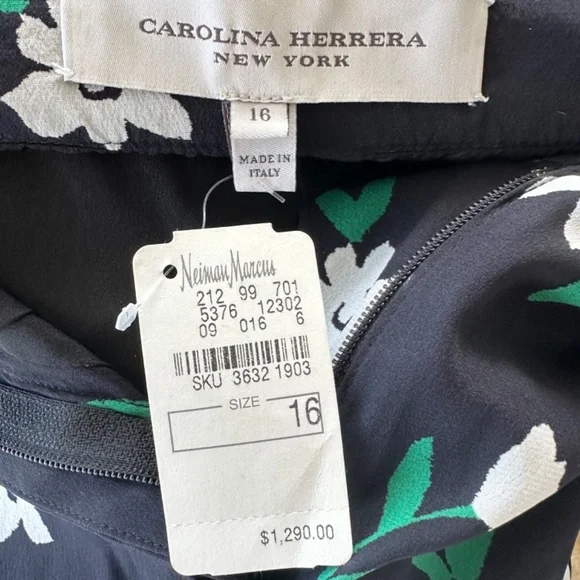 CAROLINA HERRERA
NEW YORK
16
MADE IN
ITALY
Neiman Marcus
212 99 701
5376 12302
09 016 6
SKU 3632 1903
SIZE
16
$1,290.00